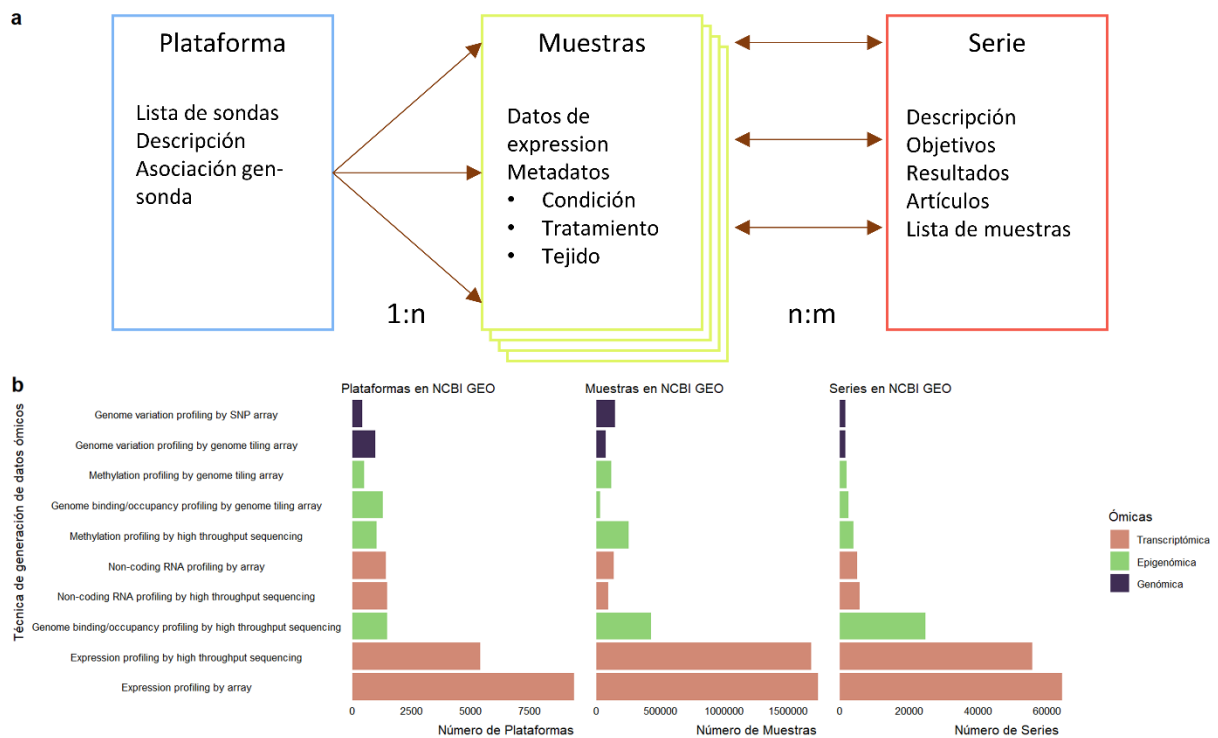 a
Plataforma
Lista de sondas
Descripción
Asociación gen-
sonda
1:n
Muestras
Datos de
expression
Metadatos
• Condición
• Tratamiento
• Tejido
n:m
Serie
Descripción
Objetivos
Resultados
Artículos
Lista de muestras
b
Técnica de generación de datos ómicos
Genome variation profiling by SNP array
Genome variation profiling by genome tiling array
Methylation profiling by genome tiling array
Genome binding/occupancy profiling by genome tiling array
Methylation profiling by high throughput sequencing
Non-coding RNA profiling by array
Non-coding RNA profiling by high throughput sequencing
Genome binding/occupancy profiling by high throughput sequencing
Expression profiling by high throughput sequencing
Expression profiling by array
Plataformas en NCBI GEO
0 2500 5000 7500
Número de Plataformas
Muestras en NCBI GEO
0 500000 1000000 1500000
Número de Muestras
Series en NCBI GEO
0 20000 40000 60000
Número de Series
Ómicas
Transcriptómica
Epigenómica
Genómica